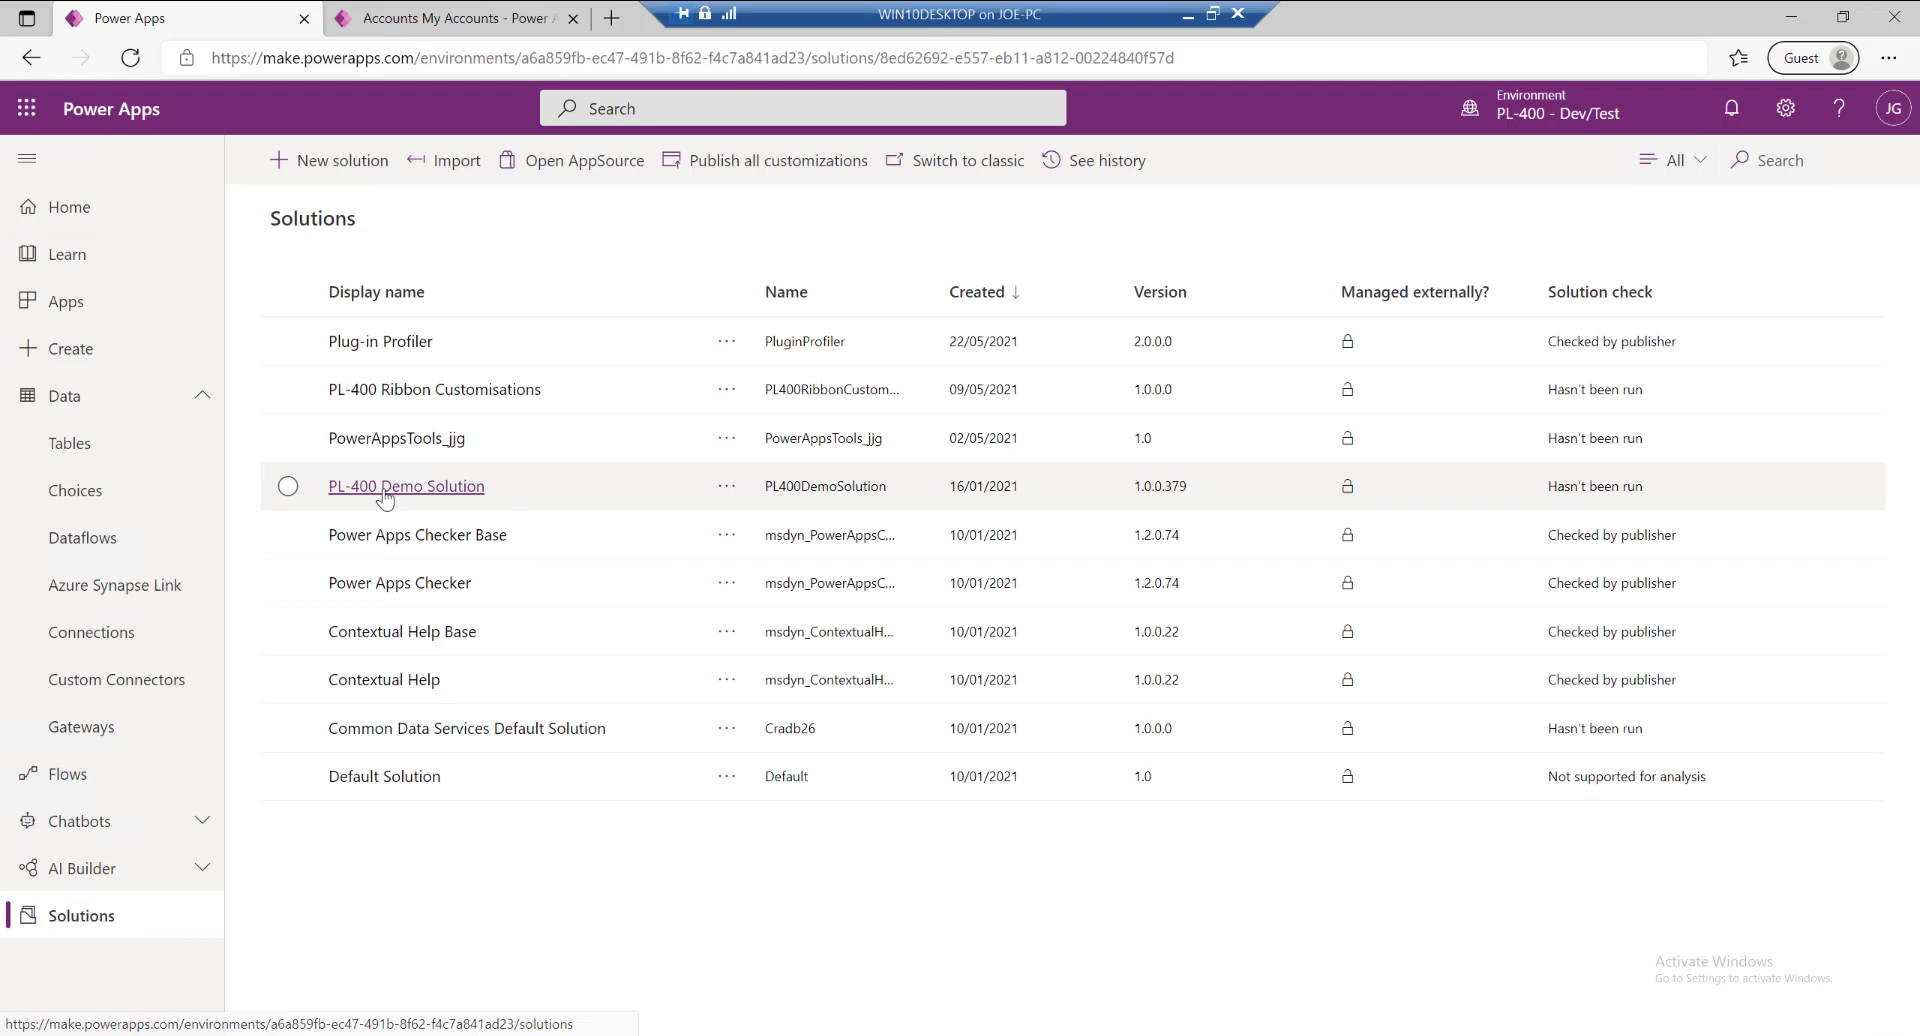 Power Apps
Accounts My Accounts - Power A
WIN10DESKTOP on JOE-PC
https://make.powerapps.com/environments/a6a859fb-ec47-491b-8f62-f4c7a841ad23/solutions/8ed62692-e557-eb11-a812-00224840f57d
Guest
Power Apps
Search
Environment
PL-400 - Dev/Test
?
JG
New solution
Import
Open AppSource
Publish all customizations
Switch to classic
See history
All
Search
Home
Learn
Apps
Create
Data
Tables
Choices
Dataflows
Azure Synapse Link
Connections
Custom Connectors
Gateways
Flows
Chatbots
AI Builder
Solutions
Solutions
Display name Name Created ↓ Version Managed externally? Solution check
Plug-in Profiler ··· PluginProfiler 22/05/2021 2.0.0.0 Checked by publisher
PL-400 Ribbon Customisations ··· PL400RibbonCustom... 09/05/2021 1.0.0.0 Hasn't been run
PowerAppsTools_jjg ··· PowerAppsTools_jjg 02/05/2021 1.0 Hasn't been run
PL-400 Demo Solution ··· PL400DemoSolution 16/01/2021 1.0.0.379 Hasn't been run
Power Apps Checker Base ··· msdyn_PowerAppsC... 10/01/2021 1.2.0.74 Checked by publisher
Power Apps Checker ··· msdyn_PowerAppsC... 10/01/2021 1.2.0.74 Checked by publisher
Contextual Help Base ··· msdyn_ContextualH... 10/01/2021 1.0.0.22 Checked by publisher
Contextual Help ··· msdyn_ContextualH... 10/01/2021 1.0.0.22 Checked by publisher
Common Data Services Default Solution ··· Cradb26 10/01/2021 1.0.0.0 Hasn't been run
Default Solution ··· Default 10/01/2021 1.0 Not supported for analysis
Activate Windows
Go to Settings to activate Windows.
https://make.powerapps.com/environments/a6a859fb-ec47-491b-8f62-f4c7a841ad23/solutions